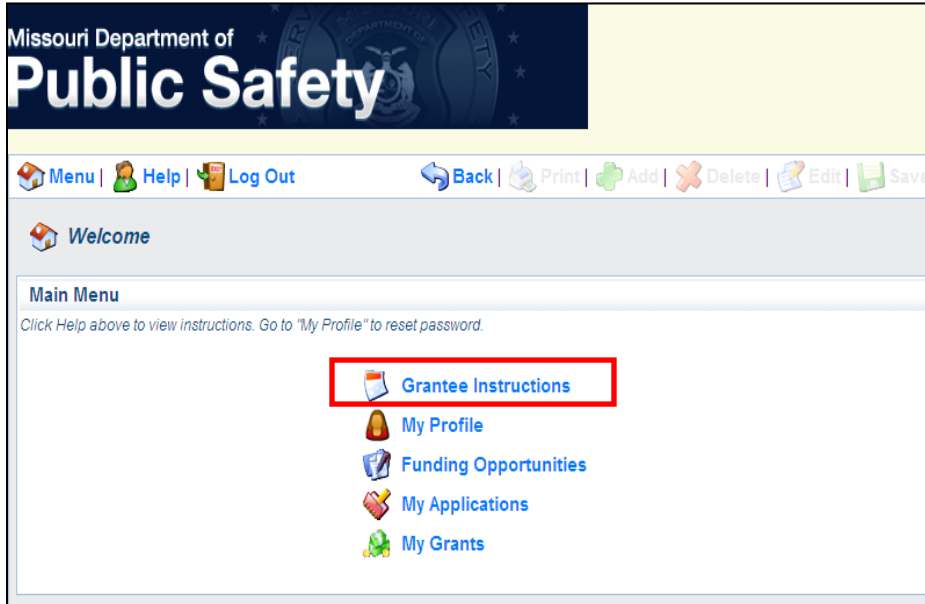 Missouri Department of
Public Safety
Menu | Help | Log Out Back | Print | Add | Delete | Edit | Save
Welcome
Main Menu
Click Help above to view instructions. Go to "My Profile" to reset password.
Grantee Instructions
My Profile
Funding Opportunities
My Applications
My Grants